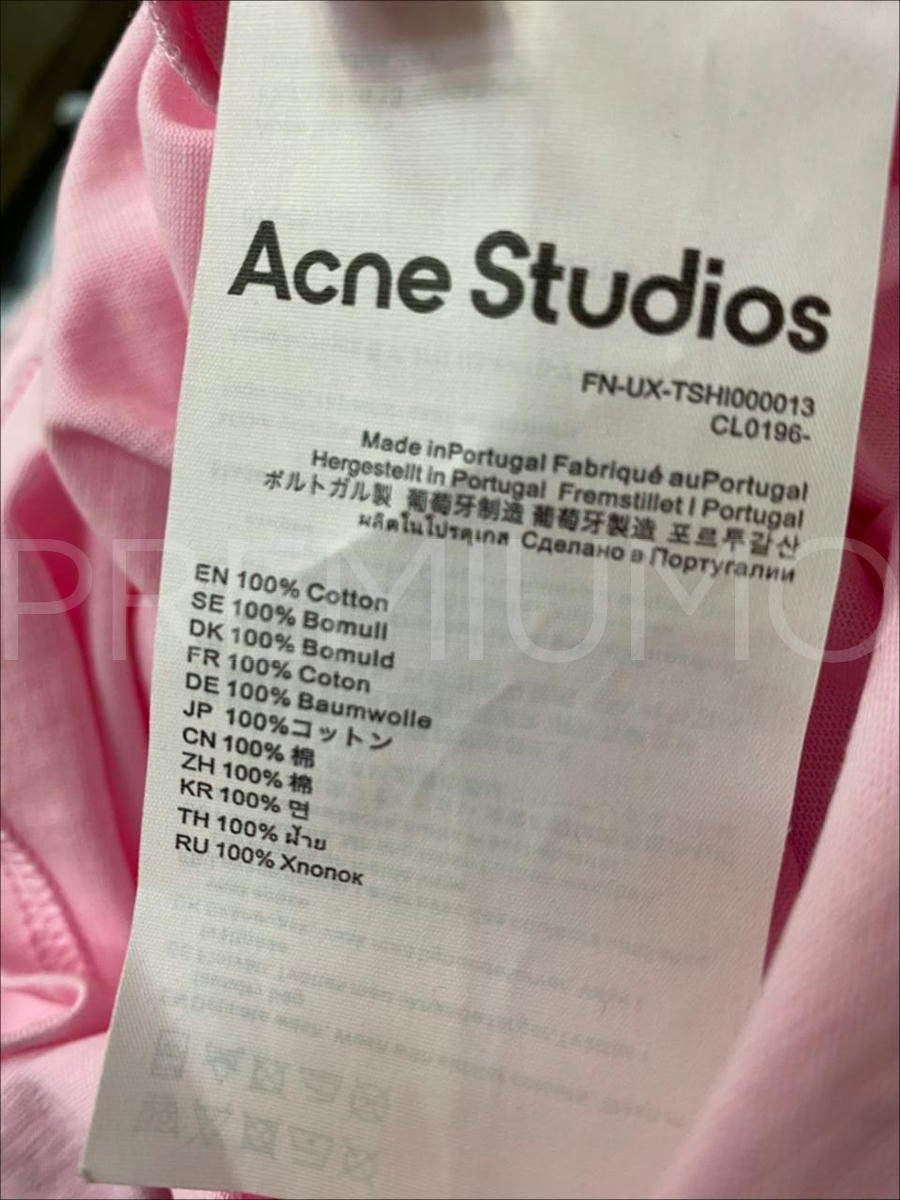 Acne Studios
FN-UX-TSHI000013
CL0196-
Made inPortugal Fabriqué auPortugal
Hergestellt in Portugal Fremstillet I Portugal
ポルトガル製 葡萄牙制造 葡萄牙製造 포르투갈산
ผลิตในโปรตุเกส Сделано в Португалии
EN 100% Cotton
SE 100% Bomull
DK 100% Bomuld
FR 100% Coton
DE 100% Baumwolle
JP 100%コットン
CN 100% 棉
ZH 100% 棉
KR 100% 면
TH 100% ฝ้าย
RU 100% Хлопок
PREMIUMO